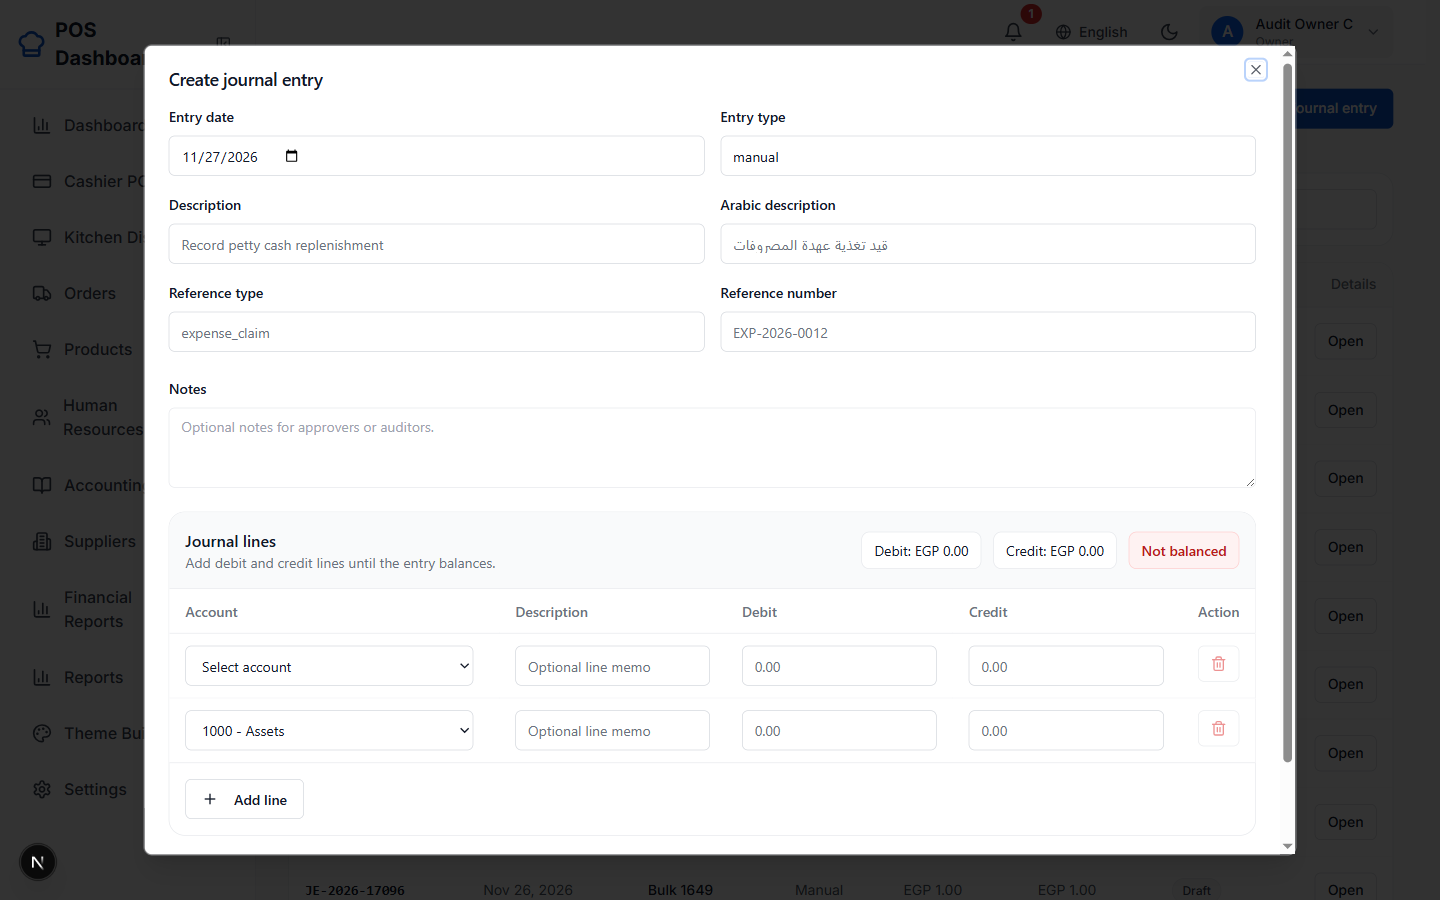 POS
Dashboar
1
English
A
Audit Owner C
Owner
Dashboard
Cashier PO
Kitchen Di
Orders
Products
Human
Resources
Accountin
Suppliers
Financial
Reports
Reports
Theme Bui
Settings
N
ournal entry
Create journal entry
Entry date
Entry type
11/27/2026
manual
Description
Arabic description
Record petty cash replenishment
قيد تغذية عهدة المصروفات
Reference type
Reference number
expense_claim
EXP-2026-0012
Notes
Optional notes for approvers or auditors.
Journal lines
Add debit and credit lines until the entry balances.
Debit: EGP 0.00
Credit: EGP 0.00
Not balanced
Account
Description
Debit
Credit
Action
Select account
Optional line memo
0.00
0.00
1000 - Assets
Optional line memo
0.00
0.00
Add line
Details
Open
Open
Open
Open
Open
Open
Open
Open
JE-2026-17096
Nov 26, 2026
Bulk 1649
Manual
EGP 1.00
EGP 1.00
Draft
Open